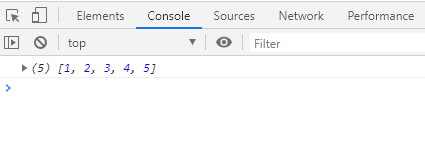 Elements Console Sources Network Performance
top Filter
(5) [1, 2, 3, 4, 5]